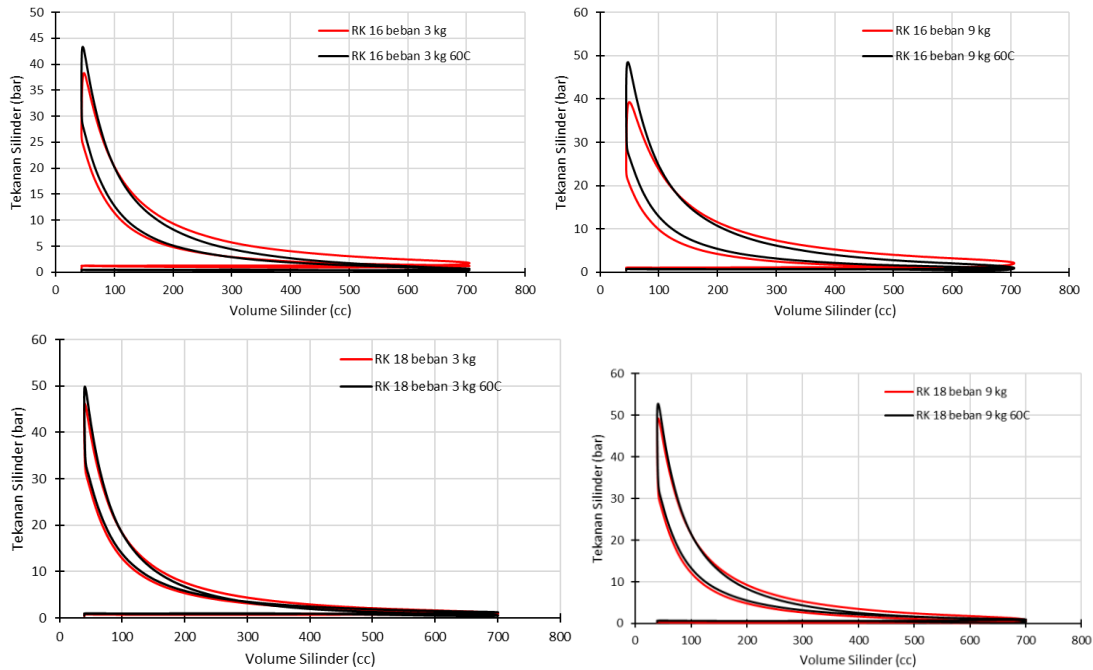 50
45
40
35
30
25
20
15
10
5
0
Tekanan Silinder (bar)
RK 16 beban 3 kg
RK 16 beban 3 kg 60C
0 100 200 300 400 500 600 700 800
Volume Silinder (cc)
60
50
40
30
20
10
0
Tekanan Silinder (bar)
RK 16 beban 9 kg
RK 16 beban 9 kg 60C
0 100 200 300 400 500 600 700 800
Volume Silinder (cc)
60
50
40
30
20
10
0
Tekanan Silinder (bar)
RK 18 beban 3 kg
RK 18 beban 3 kg 60C
0 100 200 300 400 500 600 700 800
Volume Silinder (cc)
60
50
40
30
20
10
0
Tekanan Silinder (bar)
RK 18 beban 9 kg
RK 18 beban 9 kg 60C
0 100 200 300 400 500 600 700 800
Volume Silinder (cc)